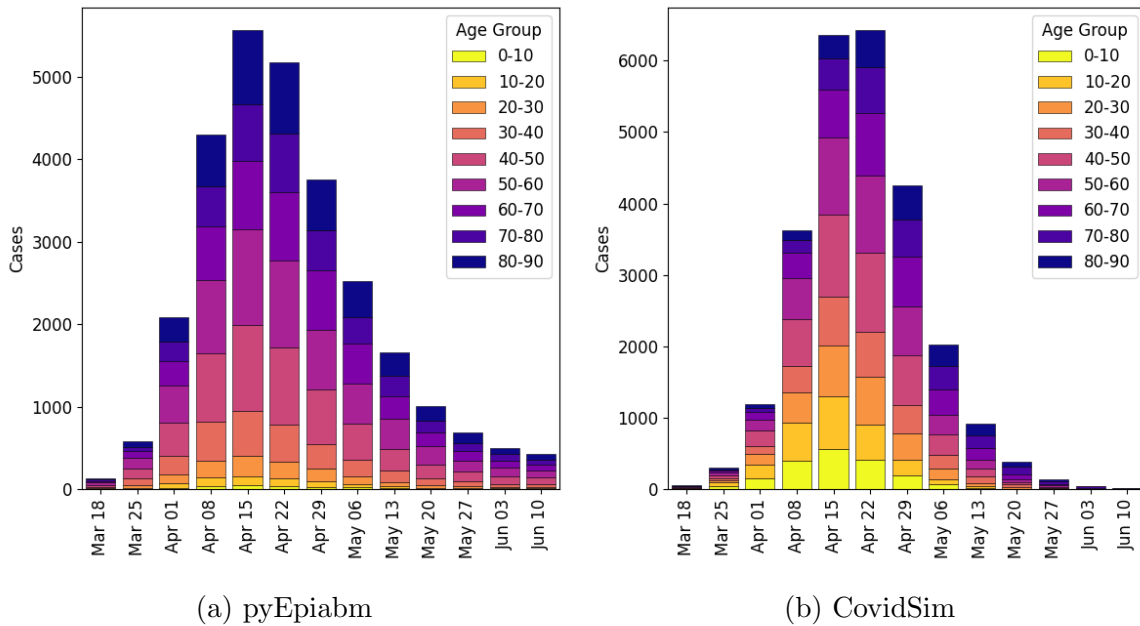 Cases
5000
4000
3000
2000
1000
0
Age Group
0-10
10-20
20-30
30-40
40-50
50-60
60-70
70-80
80-90
Mar 18
Mar 25
Apr 01
Apr 08
Apr 15
Apr 22
Apr 29
May 06
May 13
May 20
May 27
Jun 03
Jun 10
(a) pyEpiabm
Cases
6000
5000
4000
3000
2000
1000
0
Age Group
0-10
10-20
20-30
30-40
40-50
50-60
60-70
70-80
80-90
Mar 18
Mar 25
Apr 01
Apr 08
Apr 15
Apr 22
Apr 29
May 06
May 13
May 20
May 27
Jun 03
Jun 10
(b) CovidSim